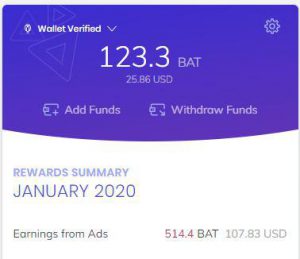 Wallet Verified
123.3 BAT
25.86 USD
Add Funds Withdraw Funds
REWARDS SUMMARY
JANUARY 2020
Earnings from Ads 514.4 BAT 107.83 USD